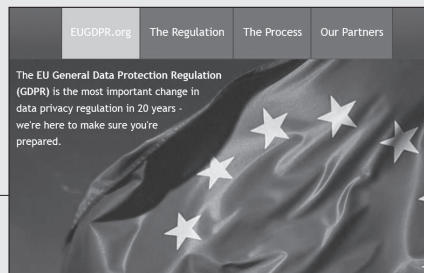 EUGDPR.org The Regulation The Process Our Partners
The EU General Data Protection Regulation
(GDPR) is the most important change in
data privacy regulation in 20 years -
we're here to make sure you're
prepared.